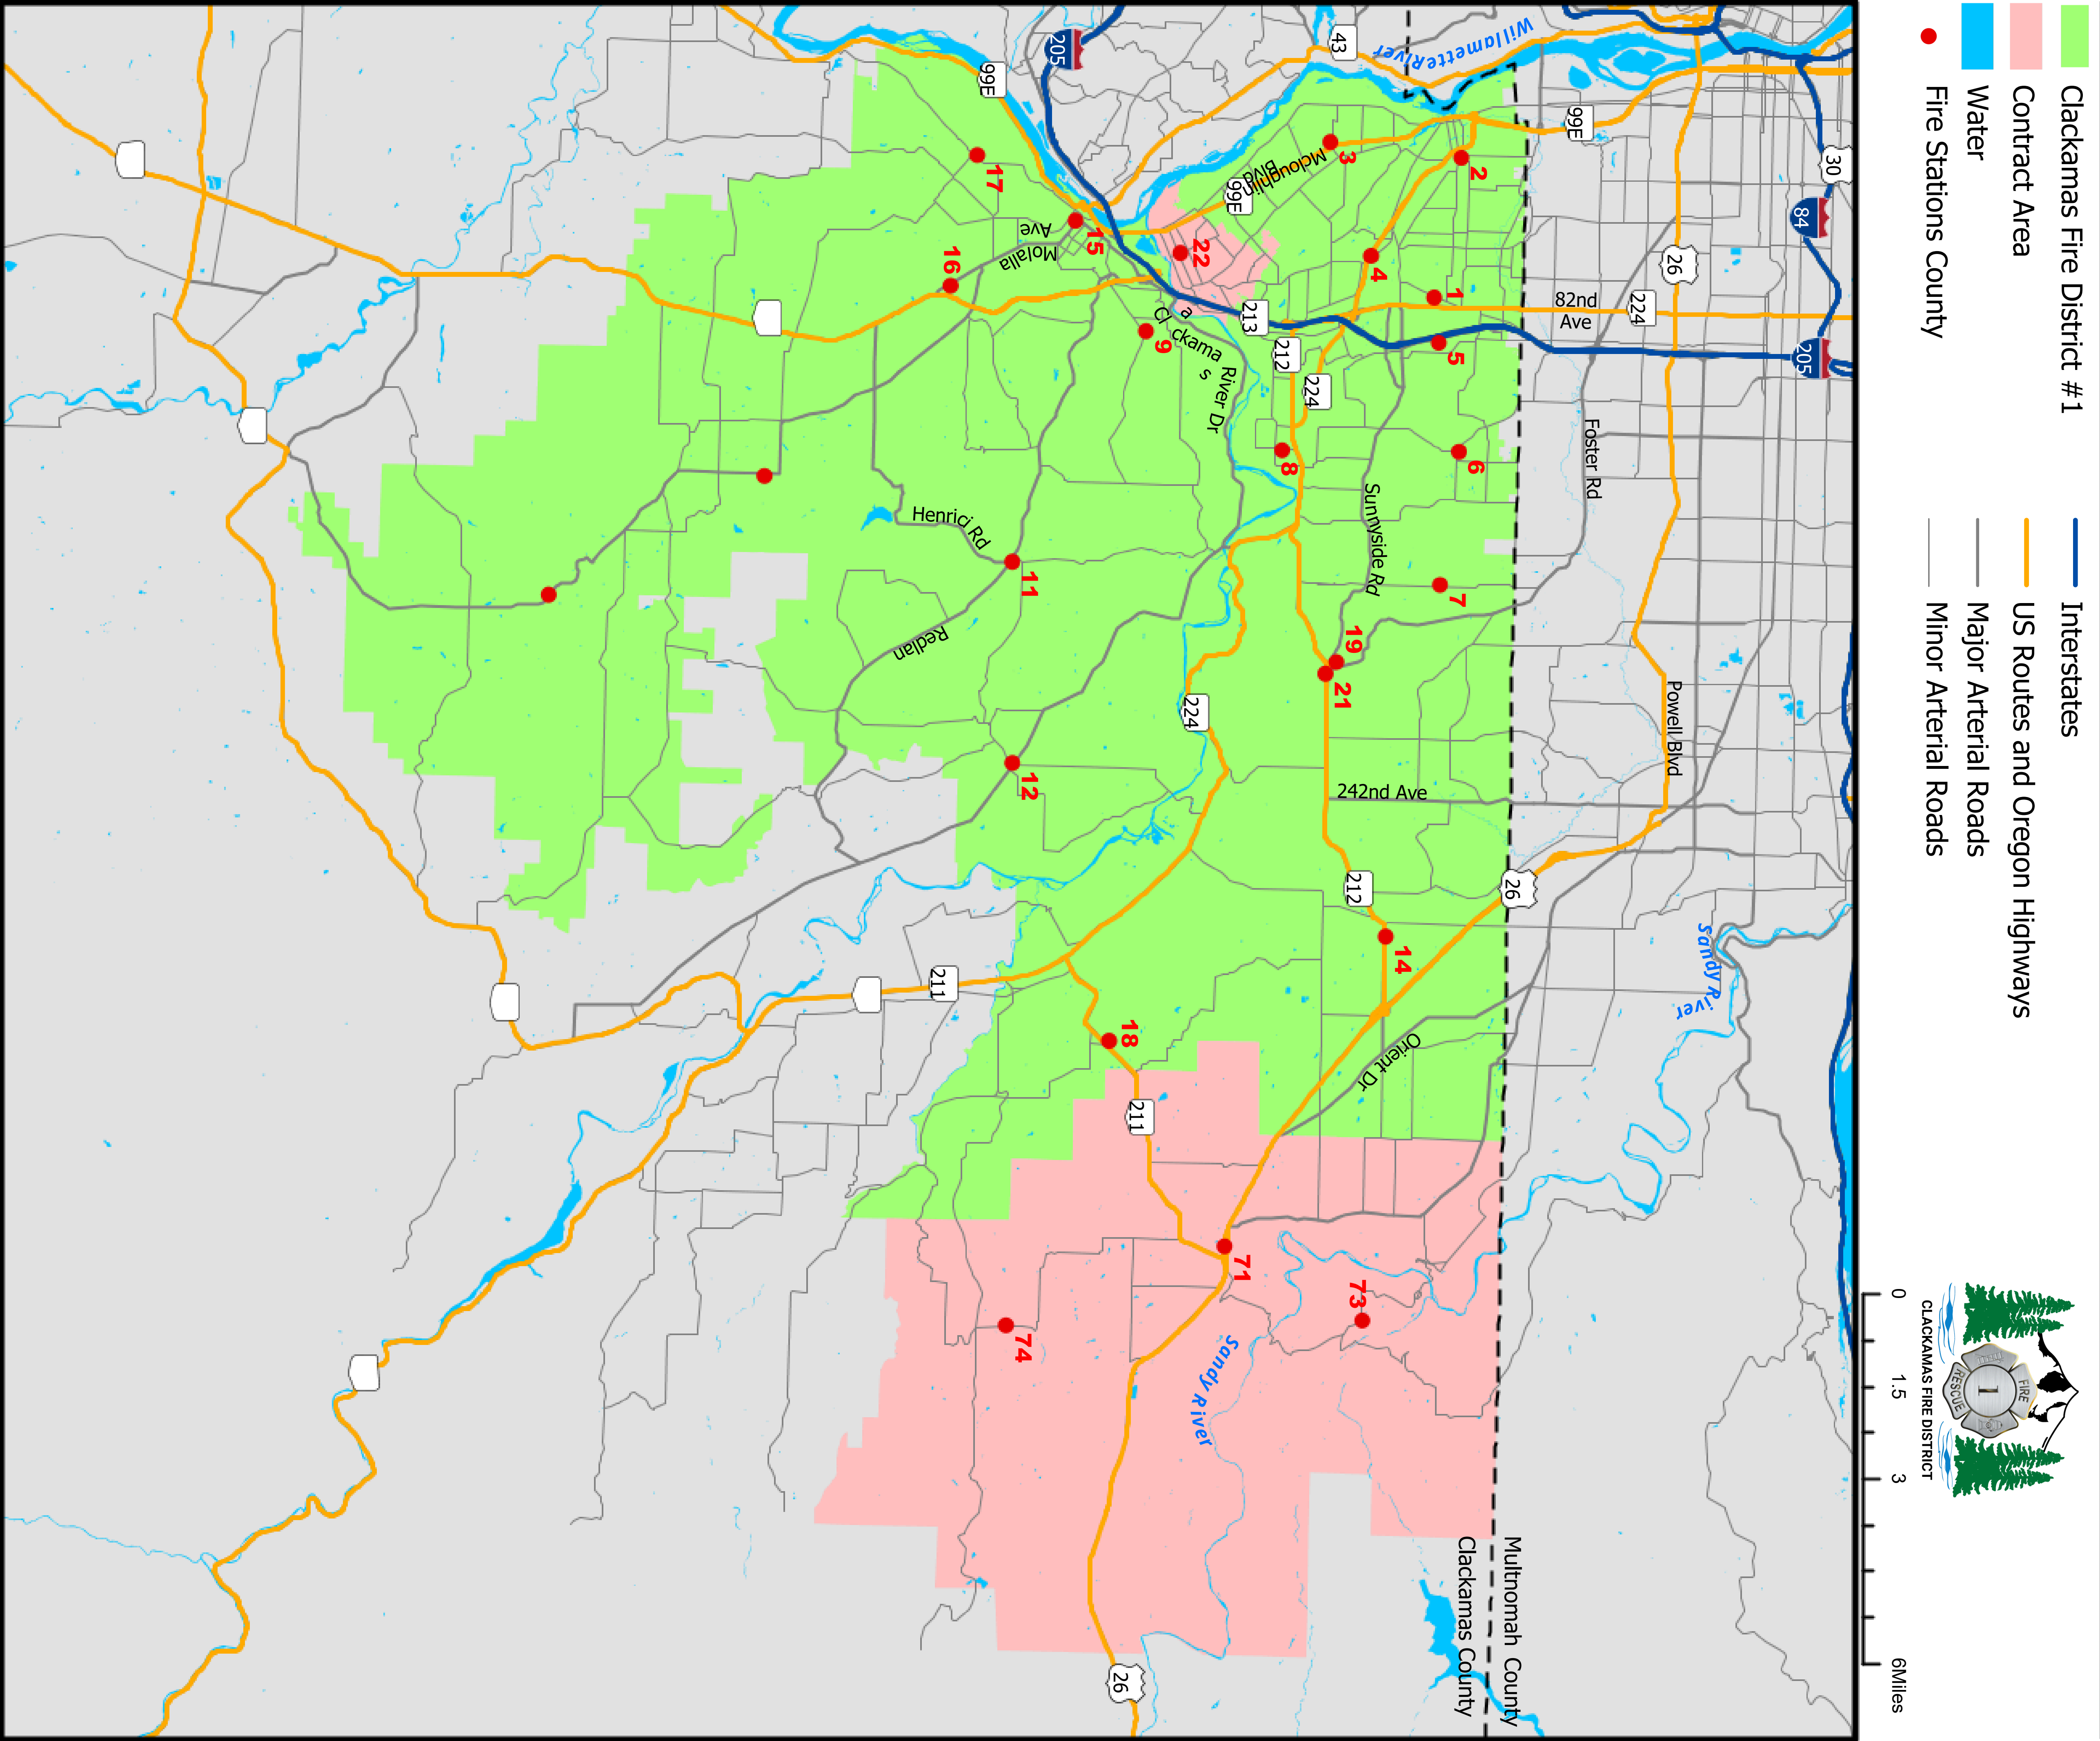 Clackamas Fire District #1
Contract Area
Water
Fire Stations County
Interstates
US Routes and Oregon Highways
Major Arterial Roads
Minor Arterial Roads
0
1.5
3
6Miles
FIRE
RESCUE
1
CLACKAMAS FIRE DISTRICT
30
84
205
26
224
82nd
Ave
Foster Rd
Powell Blvd
Sandy River
99E
Willamette River
43
205
99E
Mcloughlin
Blvd
99E
213
212
224
Sunnyside Rd
242nd Ave
26
212
Orient Dr
Multnomah County
Clackamas County
Clackamas
River Dr
224
Molalla
Ave
Henrici Rd
Redlan
211
211
Sandy River
26
1
2
3
4
5
6
7
8
9
11
12
14
15
16
17
18
19
21
22
71
73
74